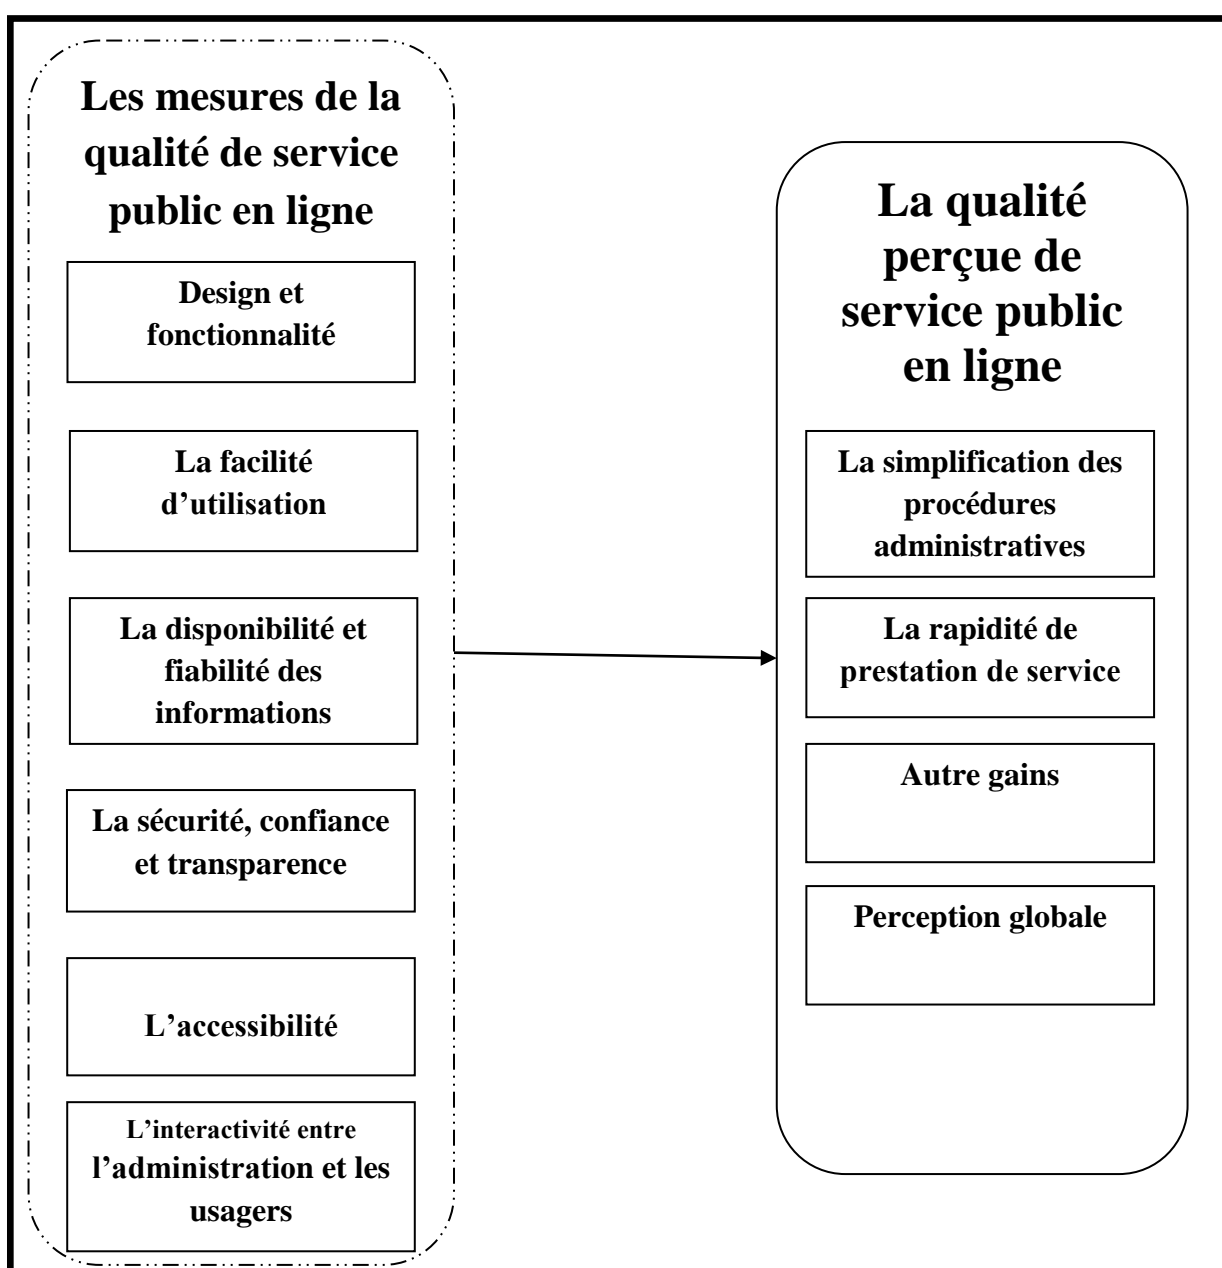 Les mesures de la
qualité de service
public en ligne
Design et
fonctionnalité
La facilité
d’utilisation
La disponibilité et
fiabilité des
informations
La sécurité, confiance
et transparence
L’accessibilité
L’interactivité entre
l’administration et les
usagers
La qualité
perçue de
service public
en ligne
La simplification des
procédures
administratives
La rapidité de
prestation de service
Autre gains
Perception globale